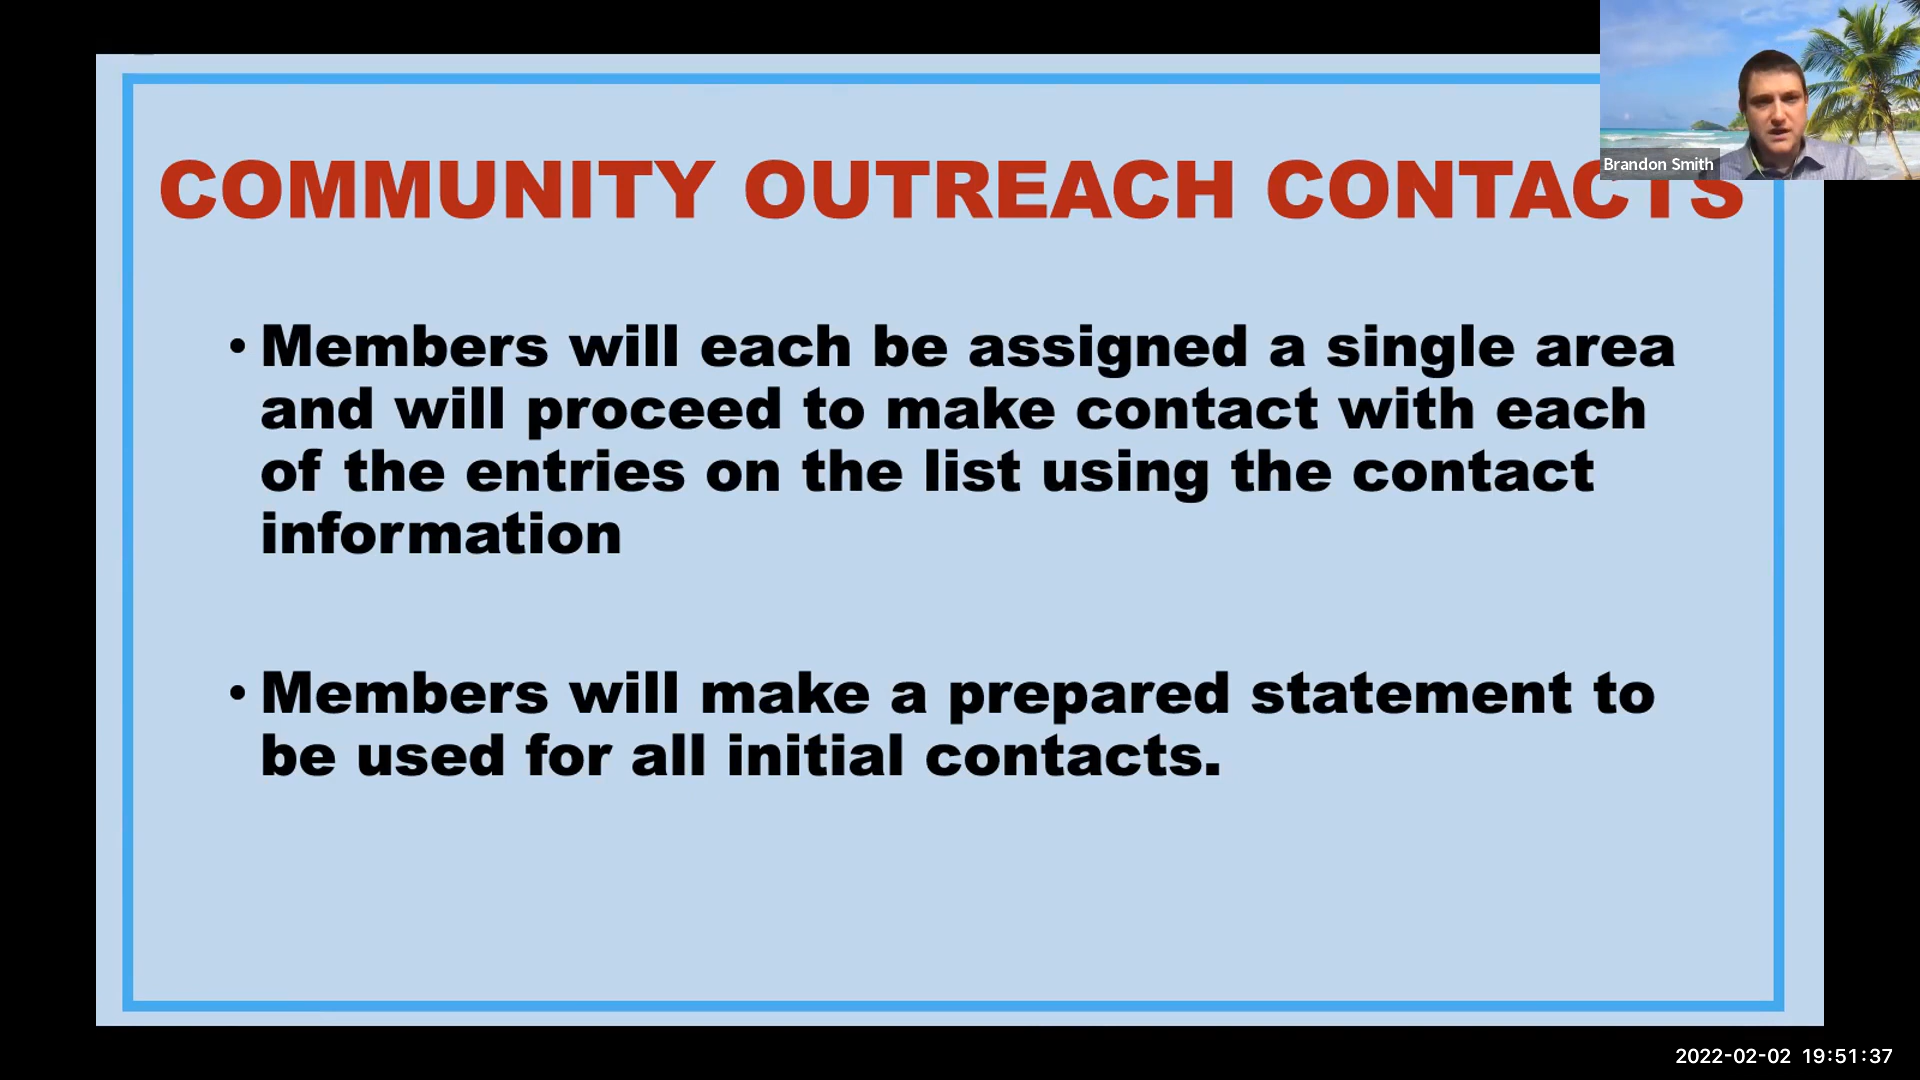 COMMUNITY OUTREACH CONTACTS
Brandon Smith
• Members will each be assigned a single area
and will proceed to make contact with each
of the entries on the list using the contact
information
• Members will make a prepared statement to
be used for all initial contacts.
2022-02-02 19:51:37